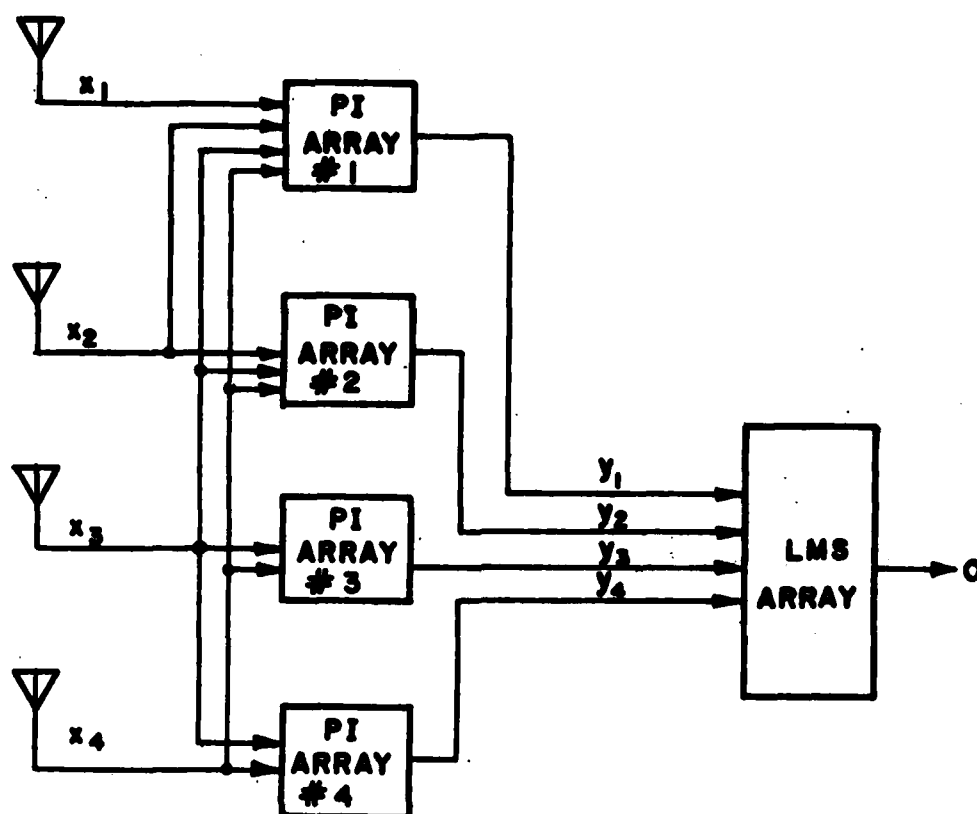 x₁
PI
ARRAY
#1
x₂
PI
ARRAY
#2
x₃
PI
ARRAY
#3
x₄
PI
ARRAY
#4
y₁
y₂
y₃
y₄
LMS
ARRAY